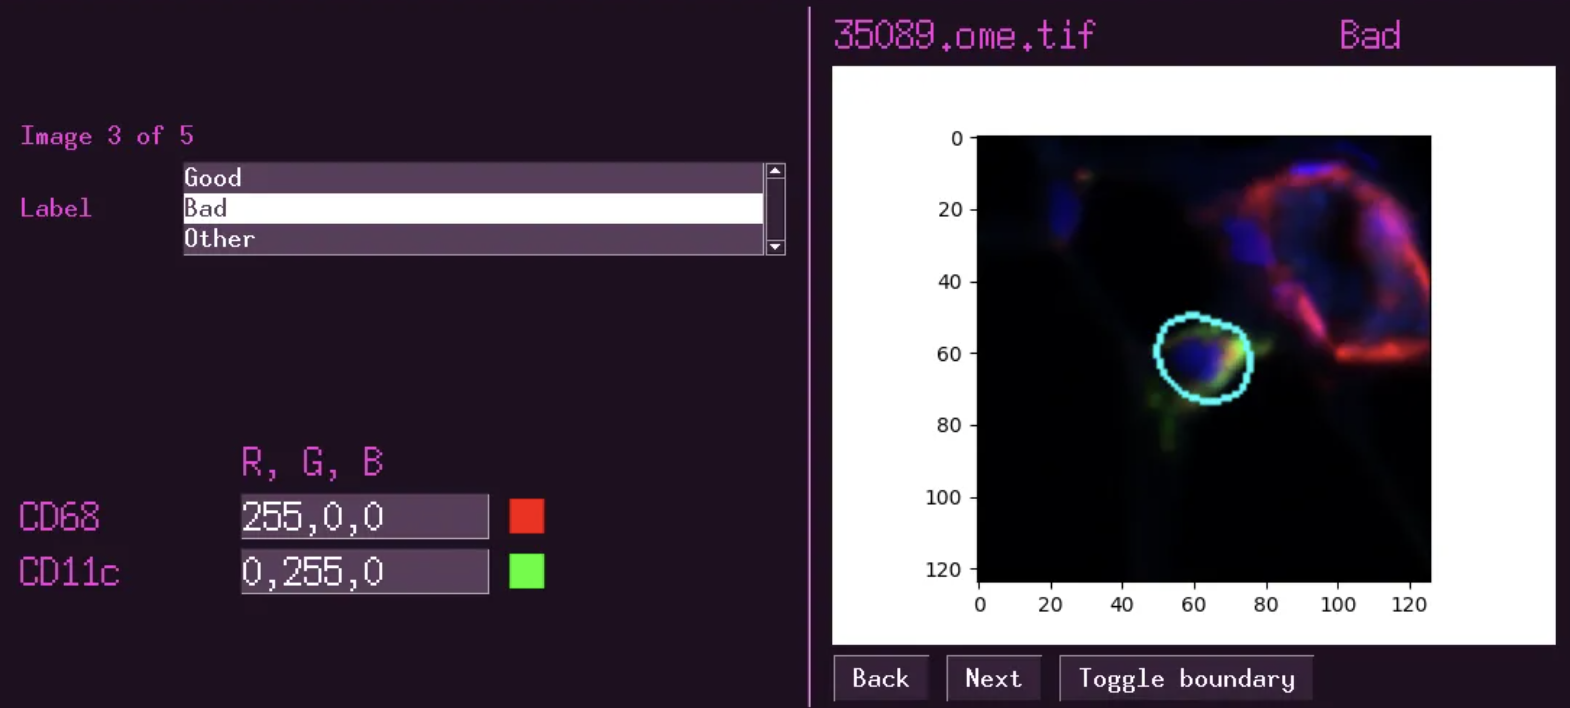 Image 3 of 5
Label
Good
Bad
Other
R, G, B
CD68 255,0,0
CD11c 0,255,0
35089.ome.tif Bad
0
20
40
60
80
100
120
0 20 40 60 80 100 120
Back Next Toggle boundary